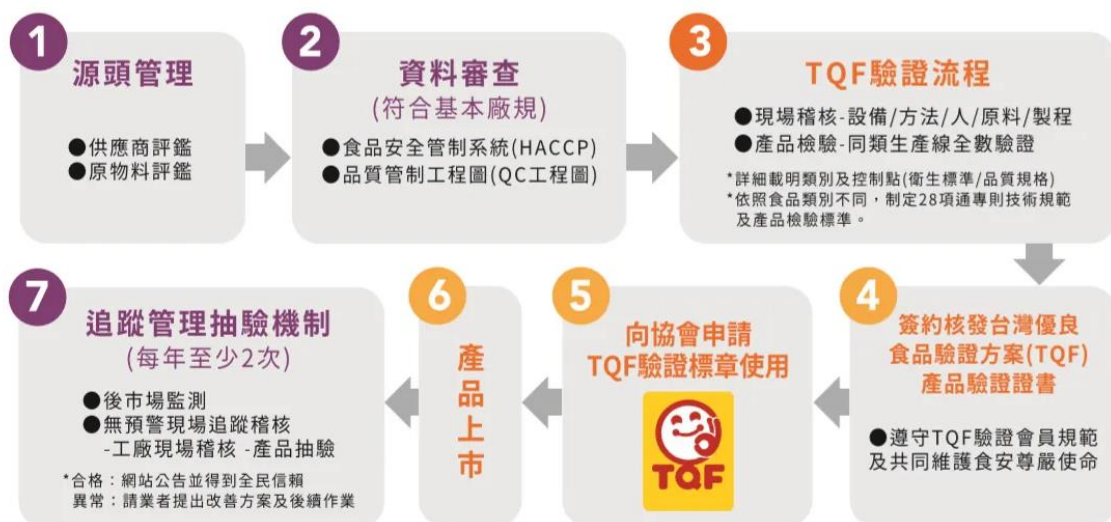 1
源頭管理
●供應商評鑑
●原物料評鑑
2
資料審查
(符合基本廠規)
●食品安全管制系統(HACCP)
●品質管制工程圖(QC工程圖)
3
TQF驗證流程
●現場稽核-設備/方法/人/原料/製程
●產品檢驗-同類生產線全數驗證
*詳細載明類別及控制點(衛生標準/品質規格)
*依照食品類別不同，制定28項通專則技術規範
及產品檢驗標準。
4
簽約核發台灣優良
食品驗證方案(TQF)
產品驗證證書
●遵守TQF驗證會員規範
及共同維護食安尊嚴使命
5
向協會申請
TQF驗證標章使用
TQF
6
產品上市
7
追蹤管理抽驗機制
(每年至少2次)
●後市場監測
●無預警現場追蹤稽核
-工廠現場稽核 -產品抽驗
*合格：網站公告並得到全民信賴
異常：請業者提出改善方案及後續作業